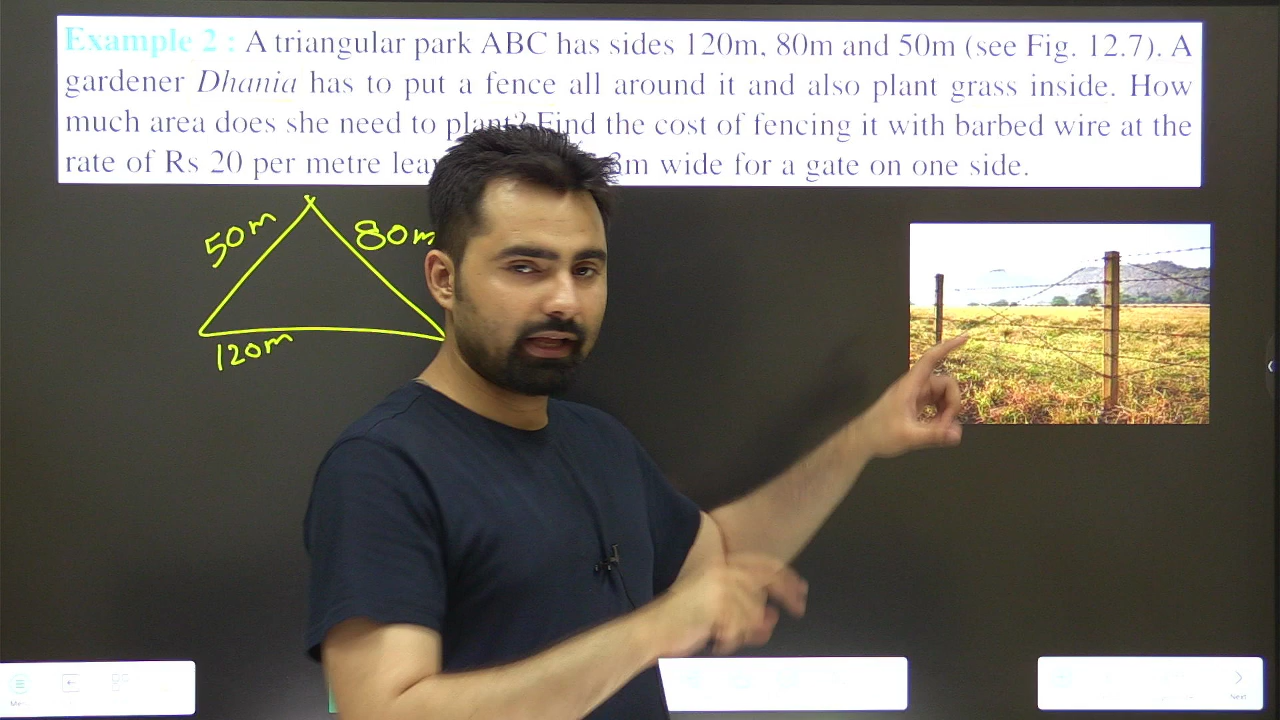 Example 2 : A triangular park ABC has sides 120m, 80m and 50m (see Fig. 12.7). A
gardener Dhania has to put a fence all around it and also plant grass inside. How
much area does she need to plant? Find the cost of fencing it with barbed wire at the
rate of Rs 20 per metre 3m wide for a gate on one side.
50m
80m
120m
Next